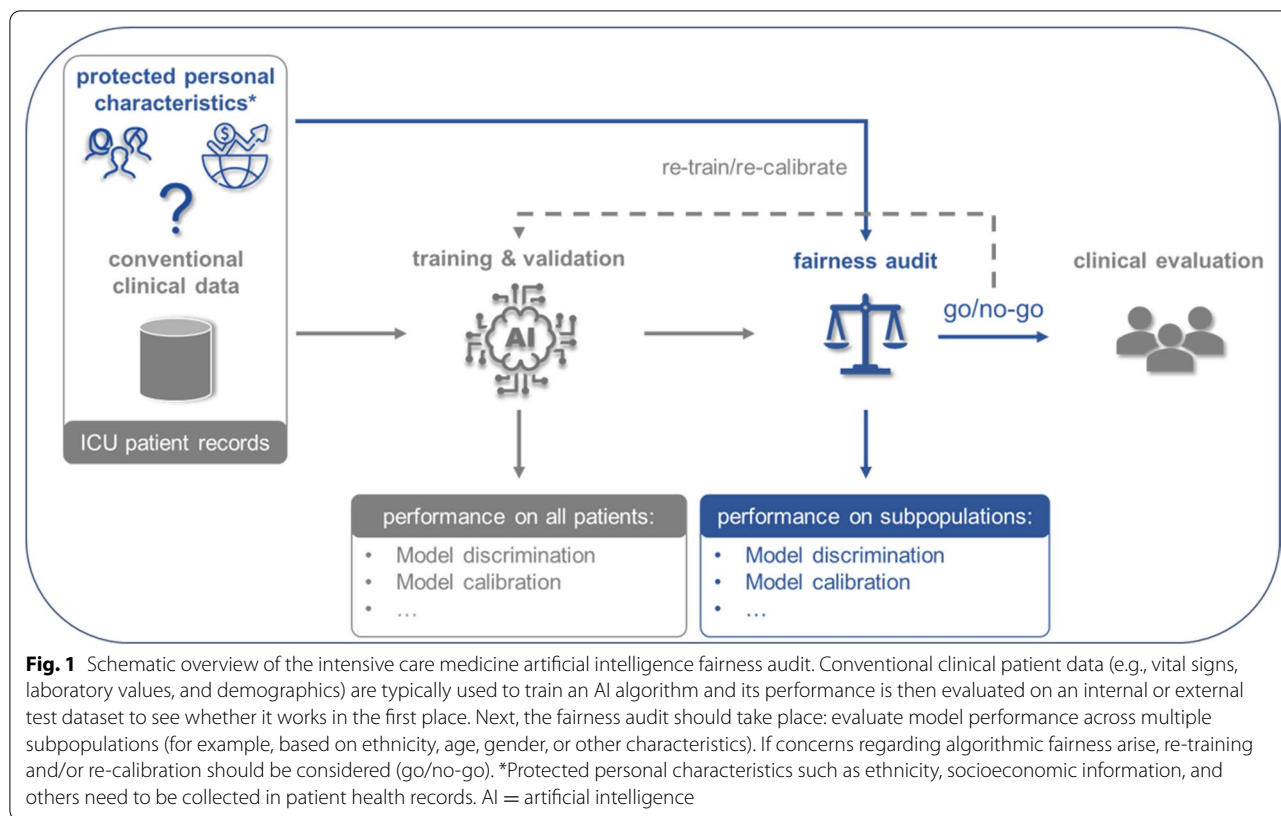 protected personal
characteristics*
$
?
conventional
clinical data
ICU patient records
re-train/re-calibrate
training & validation
AI
fairness audit
go/no-go
clinical evaluation
performance on all patients:
• Model discrimination
• Model calibration
• …
performance on subpopulations:
• Model discrimination
• Model calibration
• …
Fig. 1 Schematic overview of the intensive care medicine artificial intelligence fairness audit. Conventional clinical patient data (e.g., vital signs,
laboratory values, and demographics) are typically used to train an AI algorithm and its performance is then evaluated on an internal or external
test dataset to see whether it works in the first place. Next, the fairness audit should take place: evaluate model performance across multiple
subpopulations (for example, based on ethnicity, age, gender, or other characteristics). If concerns regarding algorithmic fairness arise, re-training
and/or re-calibration should be considered (go/no-go). *Protected personal characteristics such as ethnicity, socioeconomic information, and
others need to be collected in patient health records. AI = artificial intelligence